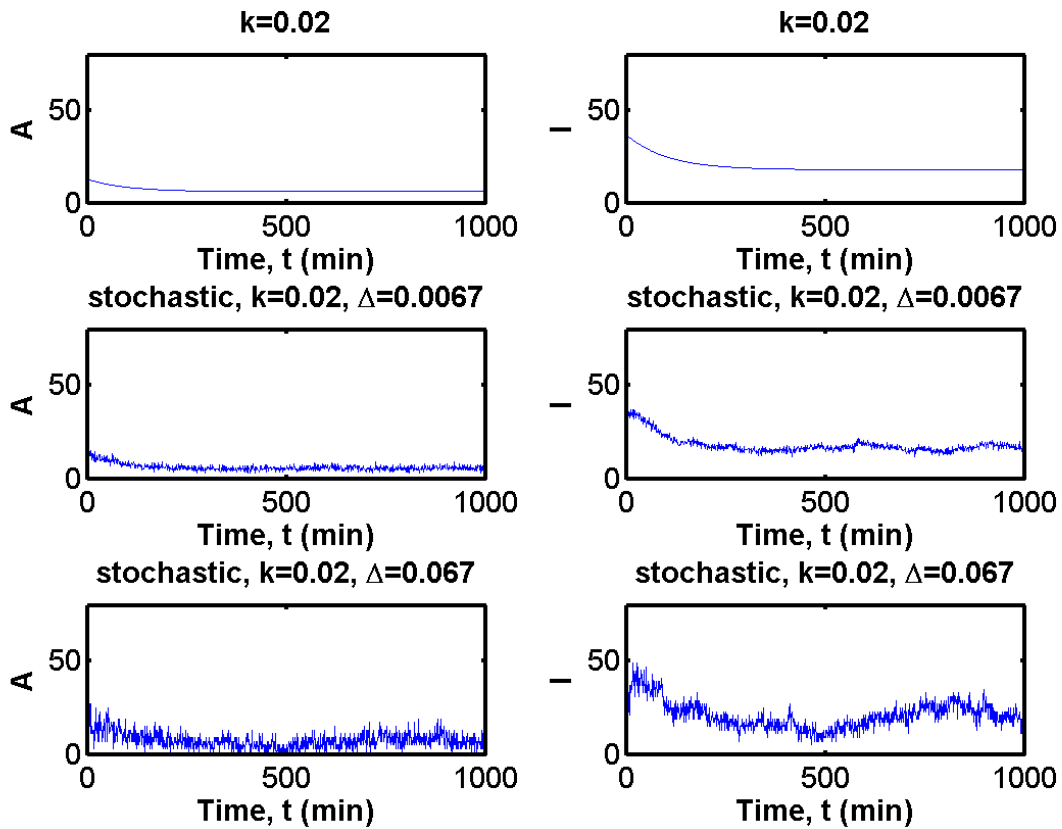 k=0.02
k=0.02
A
50
0
0
500
1000
Time, t (min)
I
50
0
0
500
1000
Time, t (min)
stochastic, k=0.02, Δ=0.0067
stochastic, k=0.02, Δ=0.0067
A
50
0
0
500
1000
Time, t (min)
I
50
0
0
500
1000
Time, t (min)
stochastic, k=0.02, Δ=0.067
stochastic, k=0.02, Δ=0.067
A
50
0
0
500
1000
Time, t (min)
I
50
0
0
500
1000
Time, t (min)